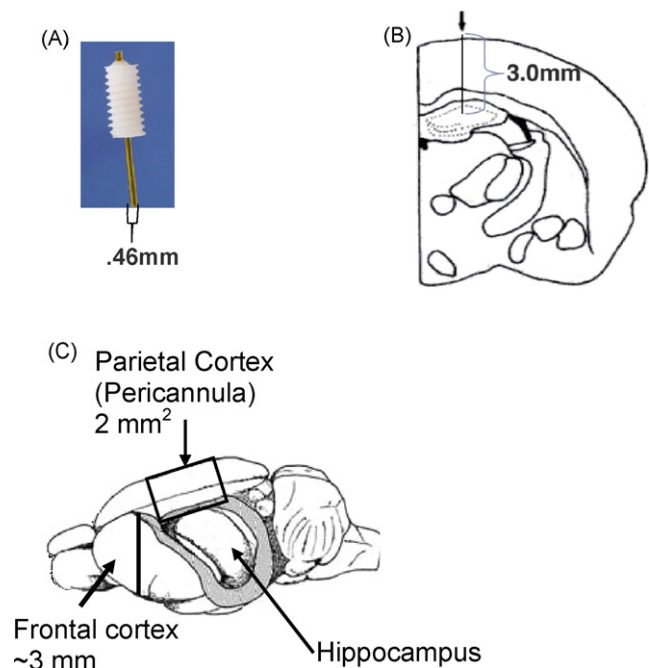 (A)
.46mm
(B)
3.0mm
(C)
Parietal Cortex
(Pericannula)
2 mm²
Frontal cortex
~3 mm
Hippocampus